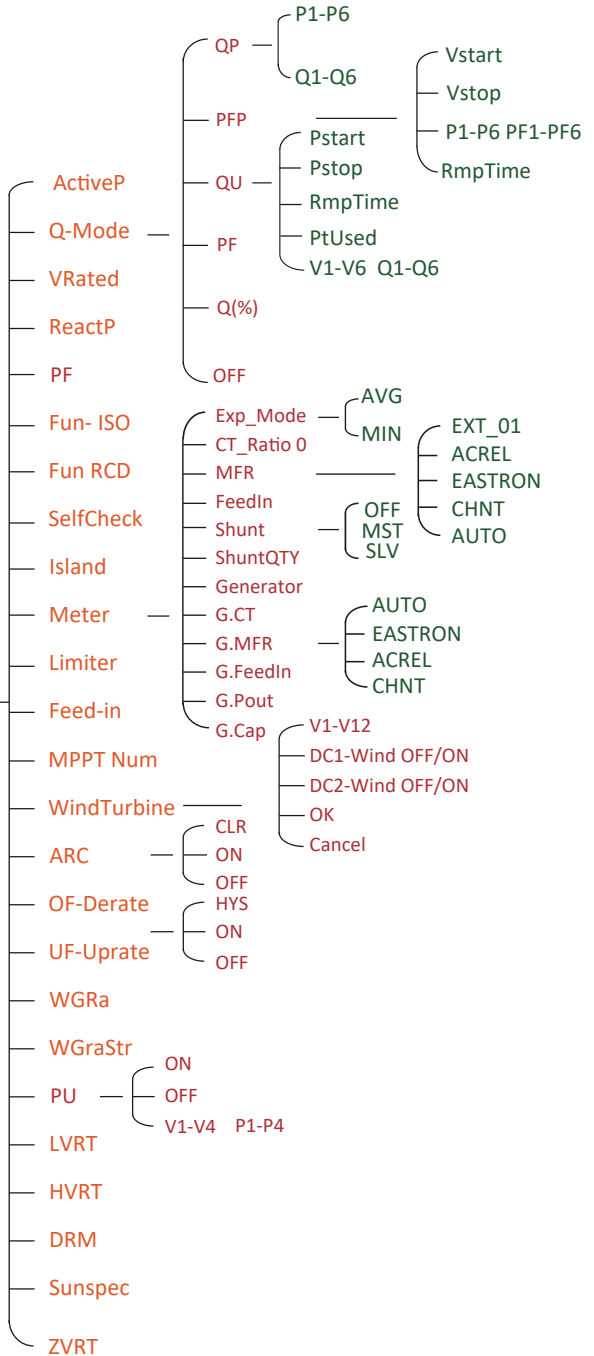 P1-P6
QP
Q1-Q6
Vstart
Vstop
PFP
P1-P6 PF1-PF6
Pstart
Pstop
RmpTime
ActiveP
QU
RmpTime
Q-Mode
PF
PtUsed
V1-V6 Q1-Q6
VRated
Q(%)
ReactP
PF
OFF
Fun- ISO
Exp_Mode
AVG
MIN
EXT_01
CT_Ratio 0
ACREL
Fun RCD
MFR
EASTRON
FeedIn
OFF
CHNT
SelfCheck
Shunt
MST
AUTO
ShuntQTY
SLV
Island
Generator
Meter
G.CT
AUTO
G.MFR
EASTRON
Limiter
G.FeedIn
ACREL
CHNT
Feed-in
G.Pout
G.Cap
V1-V12
MPPT Num
DC1-Wind OFF/ON
DC2-Wind OFF/ON
WindTurbine
OK
CLR
Cancel
ARC
ON
OFF
OF-Derate
HYS
ON
UF-Uprate
OFF
WGRa
WGraStr
ON
PU
OFF
V1-V4 P1-P4
LVRT
HVRT
DRM
Sunspec
ZVRT